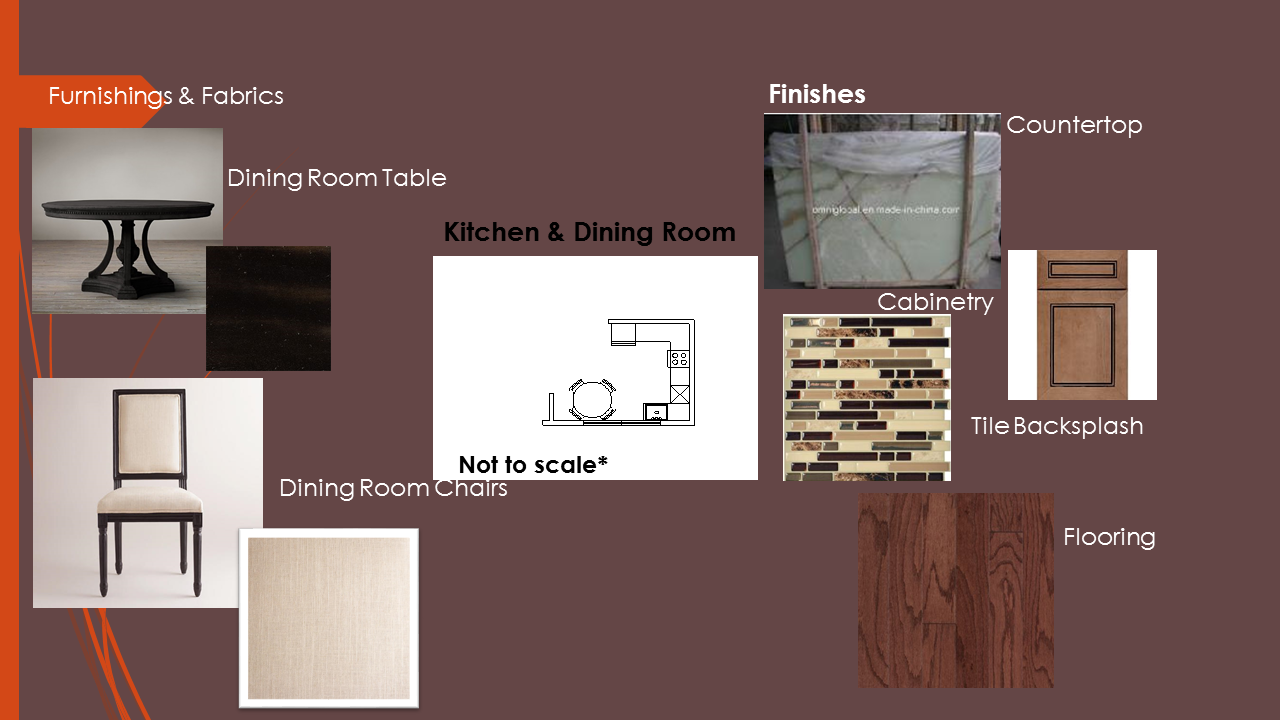 Furnishings & Fabrics
Dining Room Table
Dining Room Chairs
Kitchen & Dining Room
Not to scale*
Finishes
Countertop
omniglobal.en.made-in-china.com
Cabinetry
Tile Backsplash
Flooring